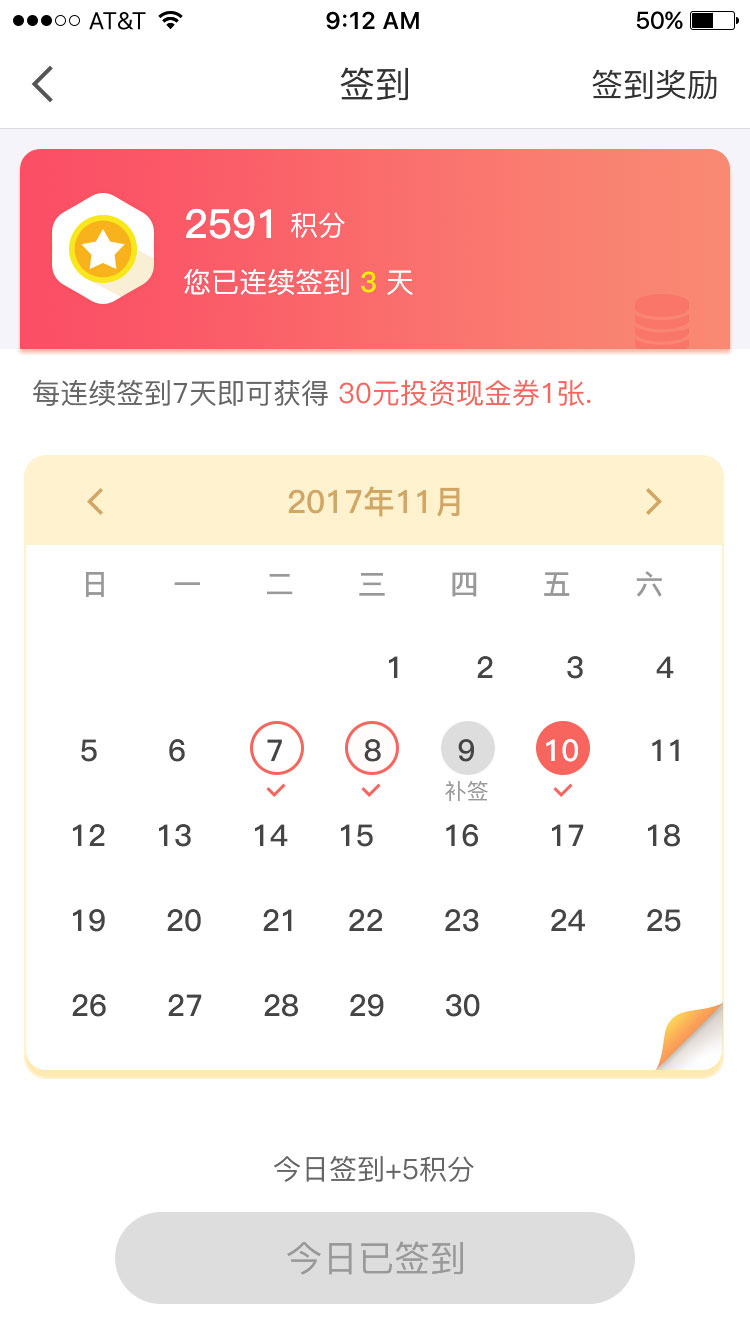 AT&T 9:12 AM 50%
签到 签到奖励
2591 积分
您已连续签到 3 天
每连续签到7天即可获得 30元投资现金券1张.
2017年11月
日 一 二 三 四 五 六
1 2 3 4
5 6 7 8 9 10 11
补签
12 13 14 15 16 17 18
19 20 21 22 23 24 25
26 27 28 29 30
今日签到+5积分
今日已签到